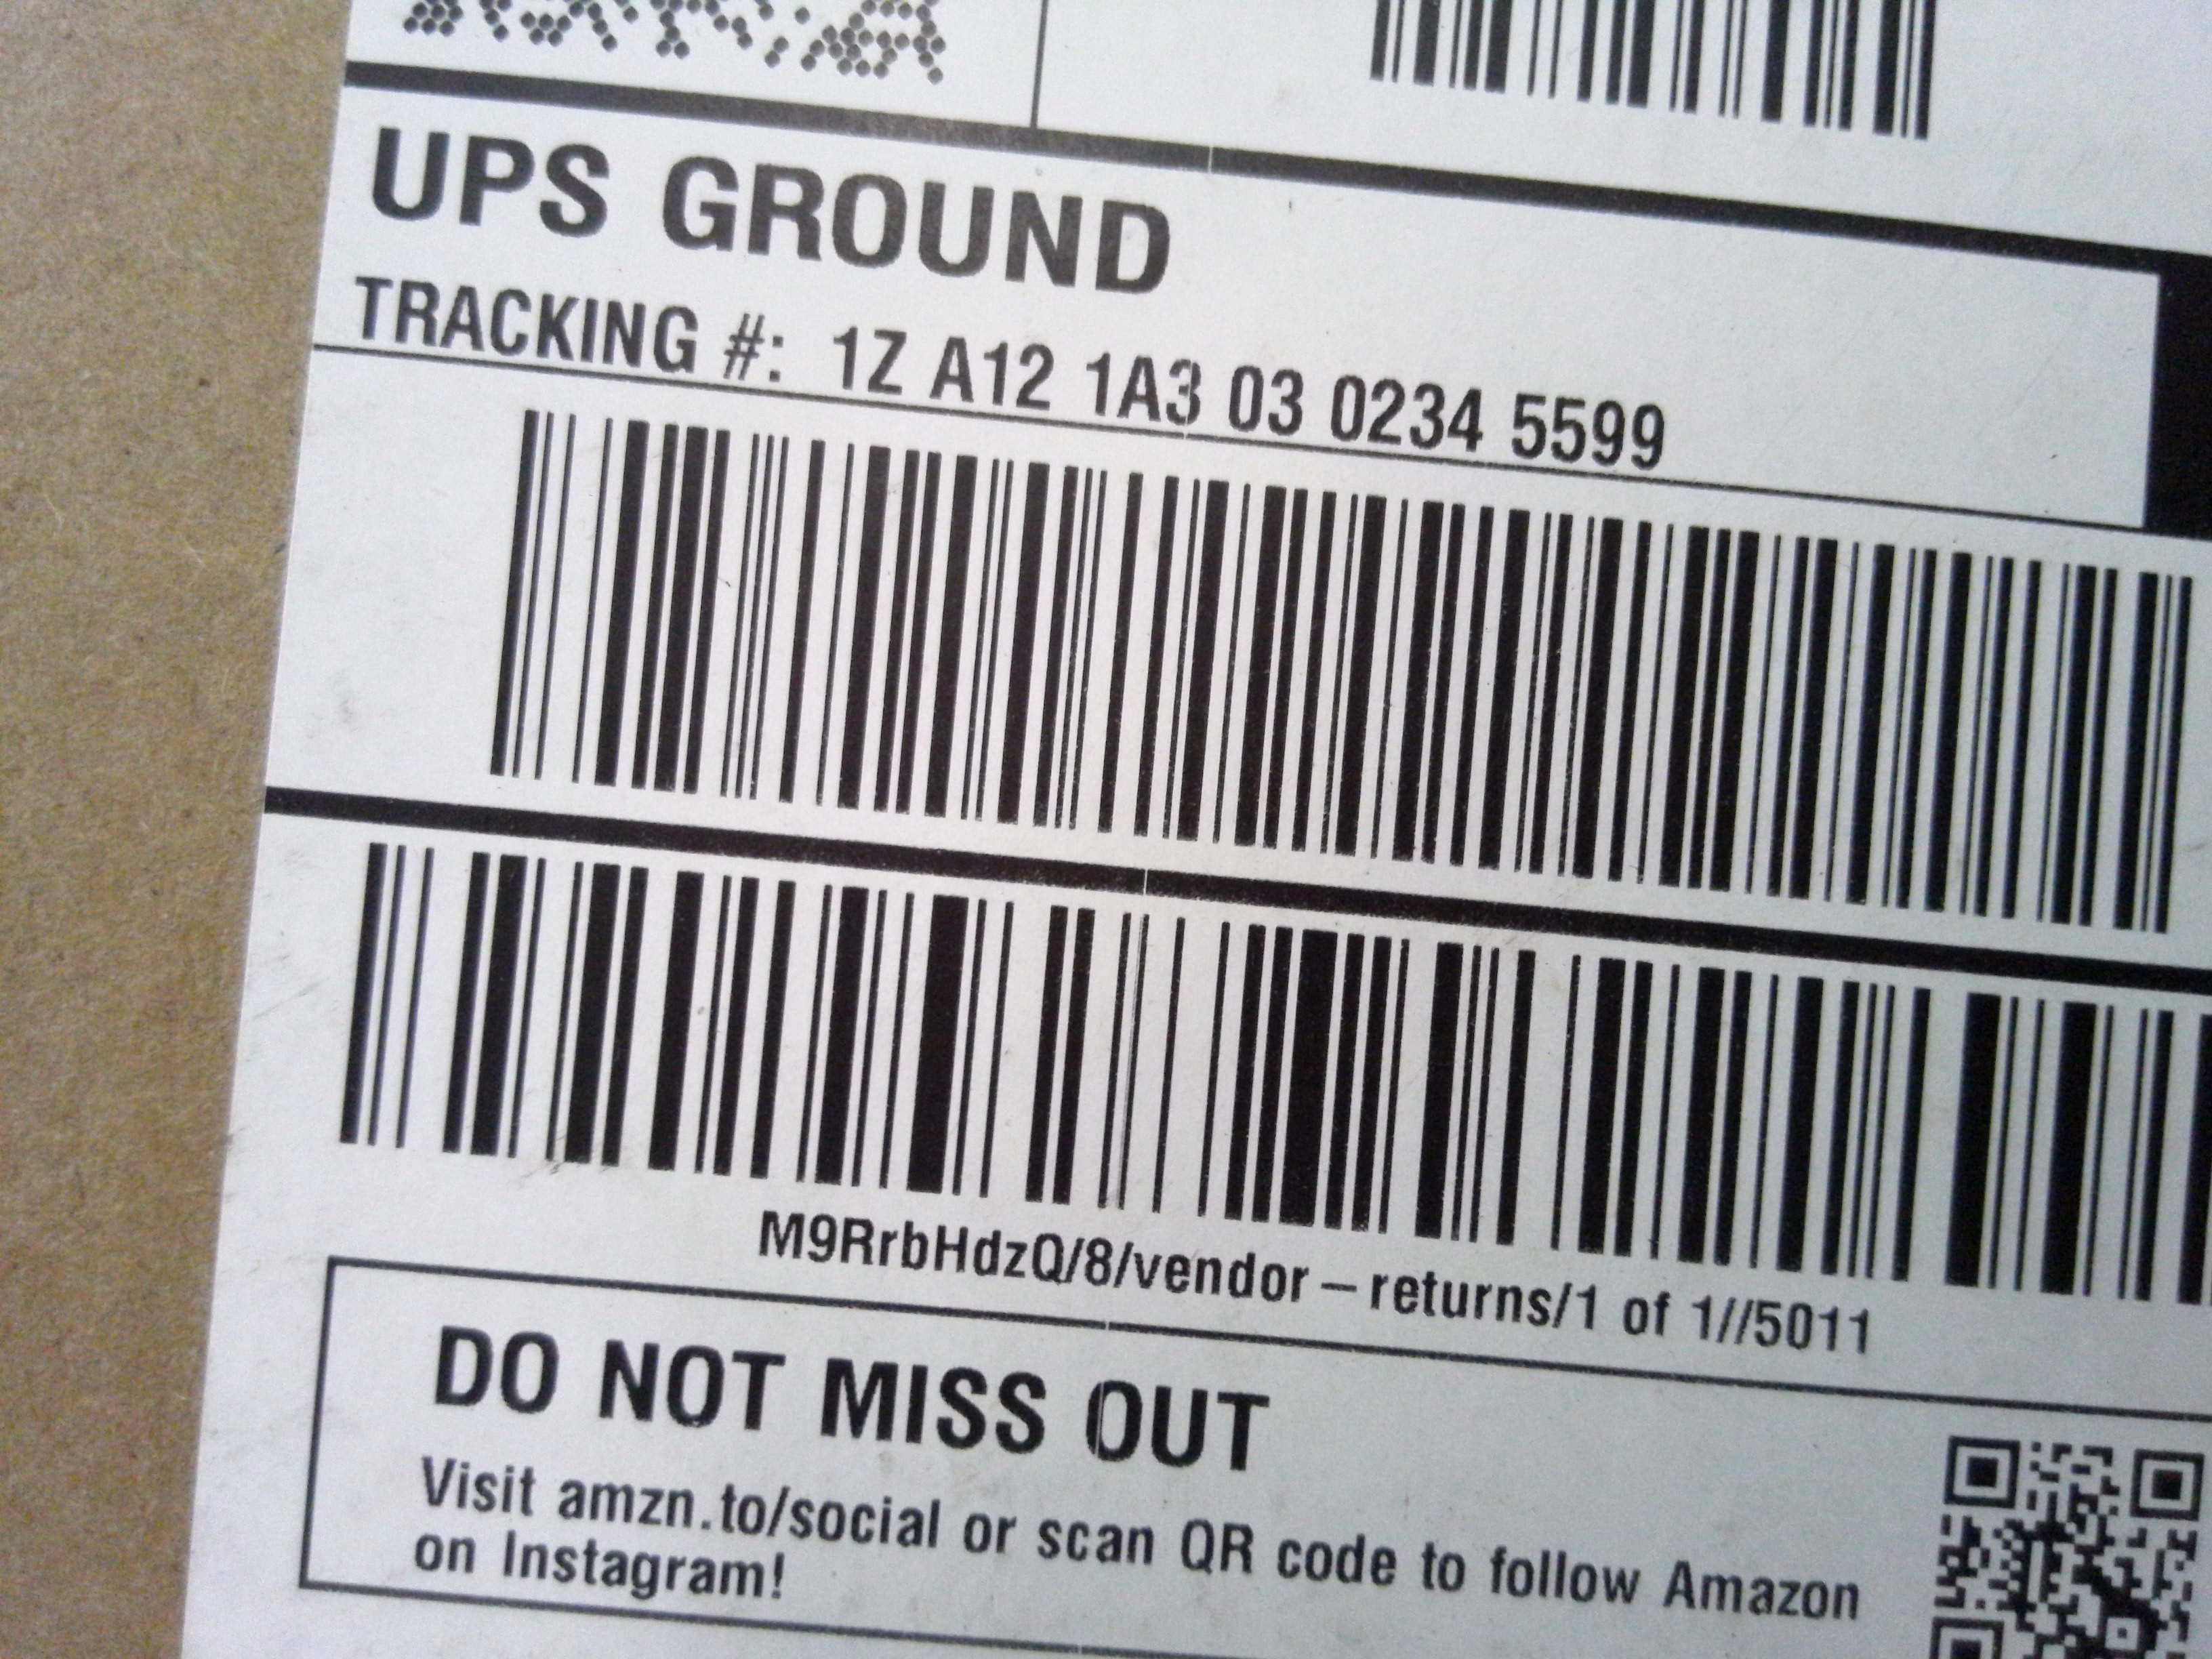 UPS GROUND
TRACKING #: 1Z A12 1A3 03 0234 5599
M9RrbHdzQ/8/vendor – returns/1 of 1//5011
DO NOT MISS OUT
Visit amzn.to/social or scan QR code to follow Amazon
on Instagram!